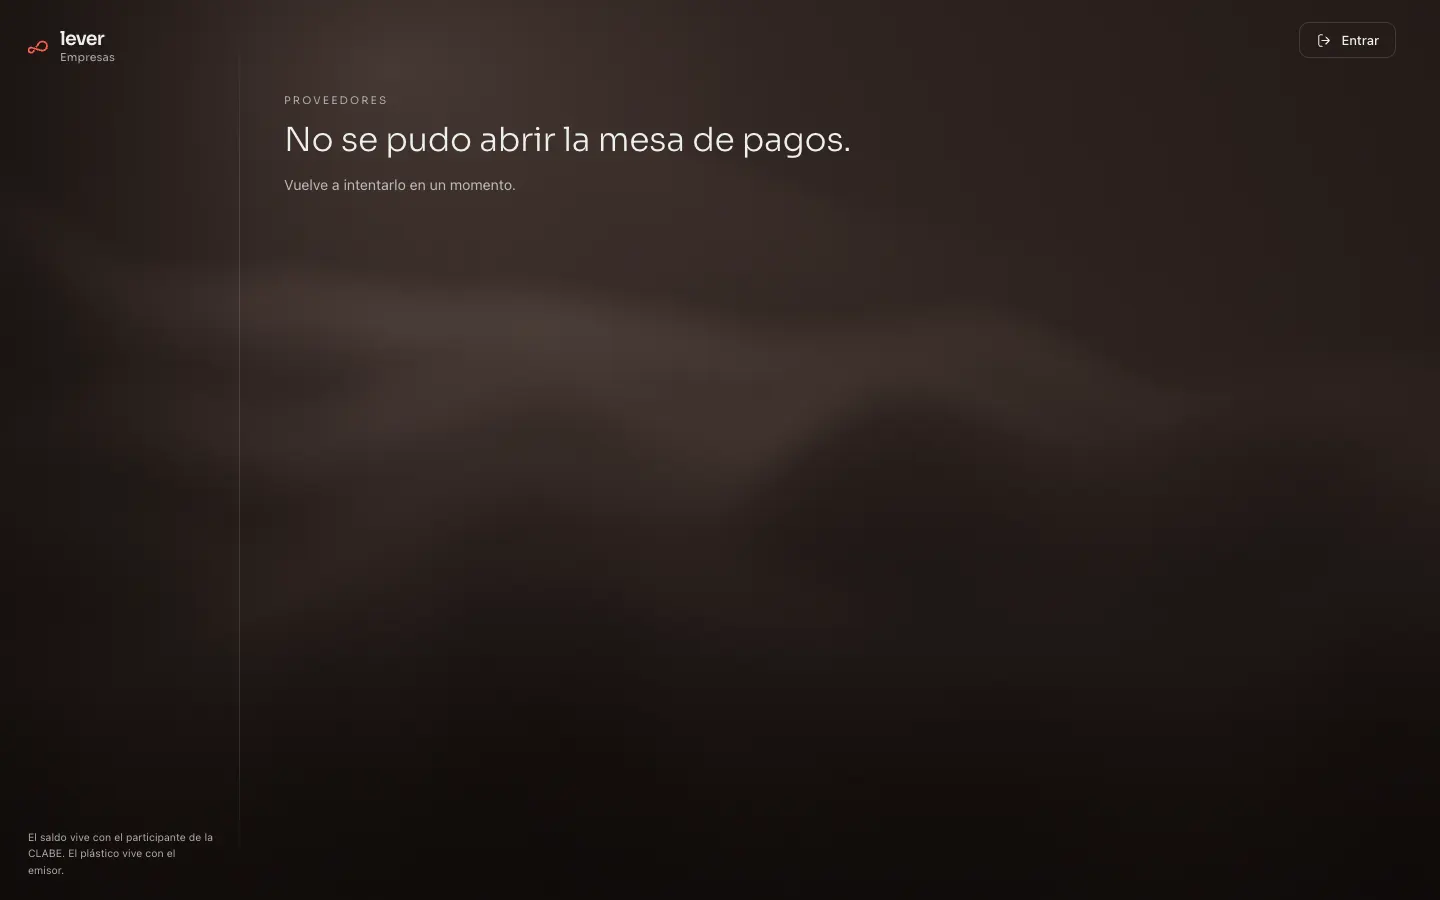 lever
Empresas
Entrar
PROVEEDORES
No se pudo abrir la mesa de pagos.
Vuelve a intentarlo en un momento.
El saldo vive con el participante de la
CLABE. El plástico vive con el
emisor.